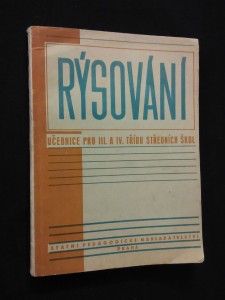 RÝSOVÁNÍ
UČEBNICE PRO III. A IV. TŘÍDU STŘEDNÍCH ŠKOL
STÁTNÍ PEDAGOGICKÉ NAKLADATELSTVÍ
PRAHA